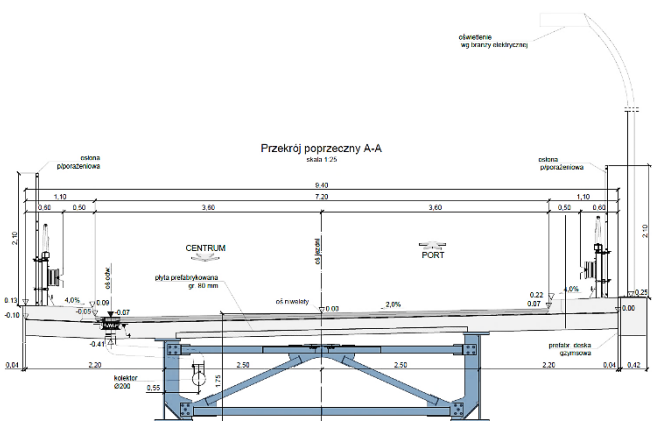 oświetlenie
wg branzy elektrycznej
Przekrój poprzeczny A-A
skala 1:25
osłona
p/porażeniowa
osłona
p/porażeniowa
9,40
1,10
7,20
1,10
0,60
0,50
3,60
3,60
0,50
0,60
2,10
2,10
CENTRUM
PORT
oś odw.
oś jezdni
płyta prefabrykowana
gr. 80 mm
oś niwelety
0.03
2,0%
0.13
4,0%
0.09
-0.07
-0.10
-0.05
0.22
0.07
4,0%
0.25
0.00
-0.41
prefabr. deska
gzymsowa
0,04
2,20
2,50
2,50
2,20
0,04
0,42
kolektor
Ø200
0,55
1,75